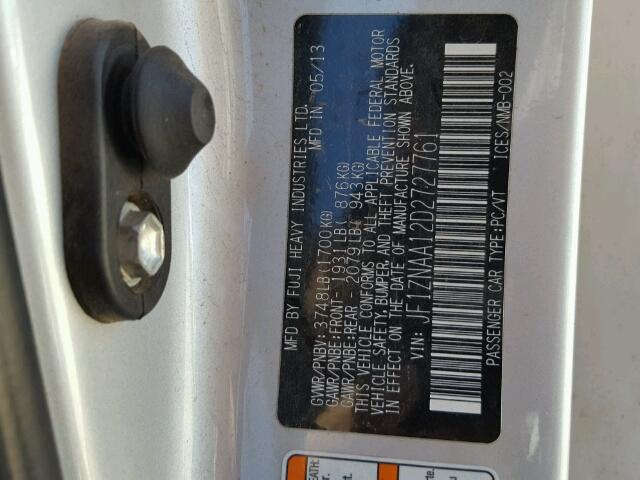 MFD BY FUJI HEAVY INDUSTRIES LTD.
MFD IN 05/13
GVWR/PNBV: 3748LB(1700KG)
GAWR/PNBE:FRONT- 1931LB( 876KG)
GAWR/PNBE:REAR - 2079LB( 943KG)
THIS VEHICLE CONFORMS TO ALL APPLICABLE FEDERAL MOTOR
VEHICLE SAFETY,BUMPER,AND THEFT PREVENTION STANDARDS
IN EFFECT ON THE DATE OF MANUFACTURE SHOWN ABOVE.
VIN: JF1ZNAA12D2727761
PASSENGER CAR TYPE:PC/VT ICES/NMB-002